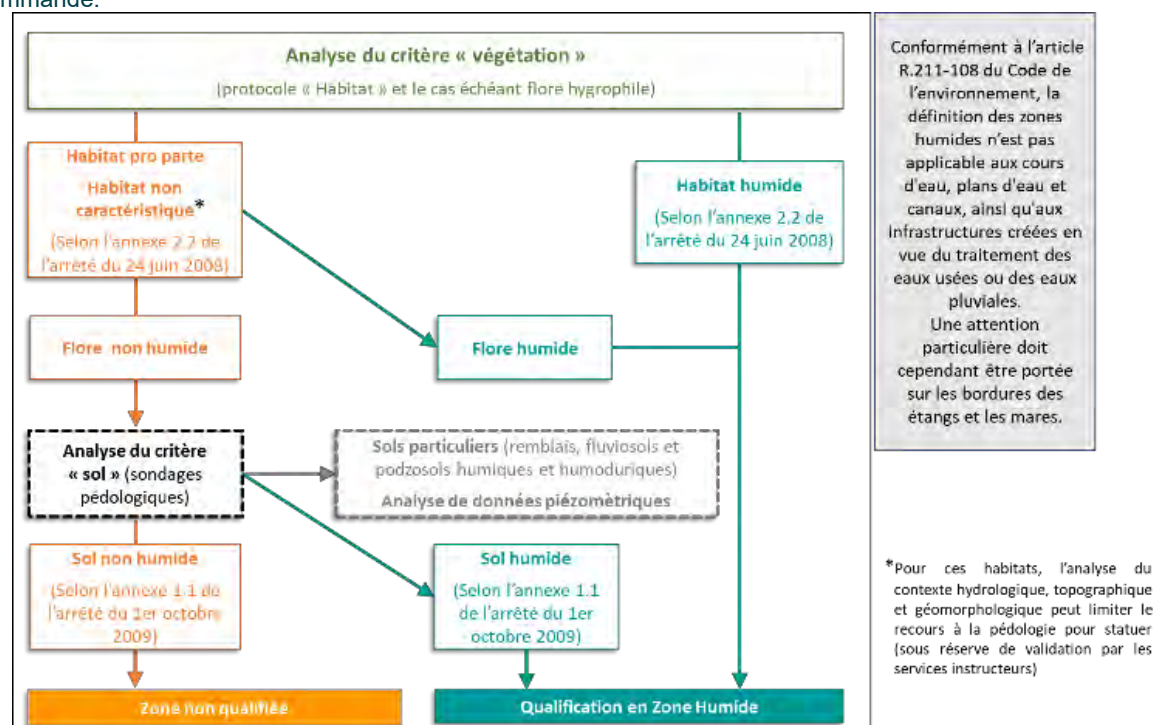 mmande.
Analyse du critère « végétation »
(protocole « Habitat » et le cas échéant flore hygrophile)
Habitat pro parte
Habitat non
caractéristique*
(Selon l'annexe 2.2 de
l'arrêté du 24 juin 2008)
Habitat humide
(Selon l'annexe 2.2 de
l'arrêté du 24 juin 2008)
Flore non humide
Flore humide
Analyse du critère
« sol » (sondages
pédologiques)
Sols particuliers (remblais, fluviosols et
podzosols humiques et humoduriques)
Analyse de données piézomètriques
Sol non humide
(Selon l'annexe 1.1 de
l'arrêté du 1er octobre
2009)
Sol humide
(Selon l'annexe 1.1
de l'arrêté du 1er
octobre 2009)
Zone non qualifiée
Qualification en Zone Humide
Conformément à l'article
R.211-108 du Code de
l'environnement, la
définition des zones
humides n'est pas
applicable aux cours
d'eau, plans d'eau et
canaux, ainsi qu'aux
infrastructures créées en
vue du traitement des
eaux usées ou des eaux
pluviales.
Une attention
particulière doit
cependant être portée
sur les bordures des
étangs et les mares.
*Pour ces habitats, l'analyse du
contexte hydrologique, topographique
et géomorphologique peut limiter le
recours à la pédologie pour statuer
(sous réserve de validation par les
services instructeurs)